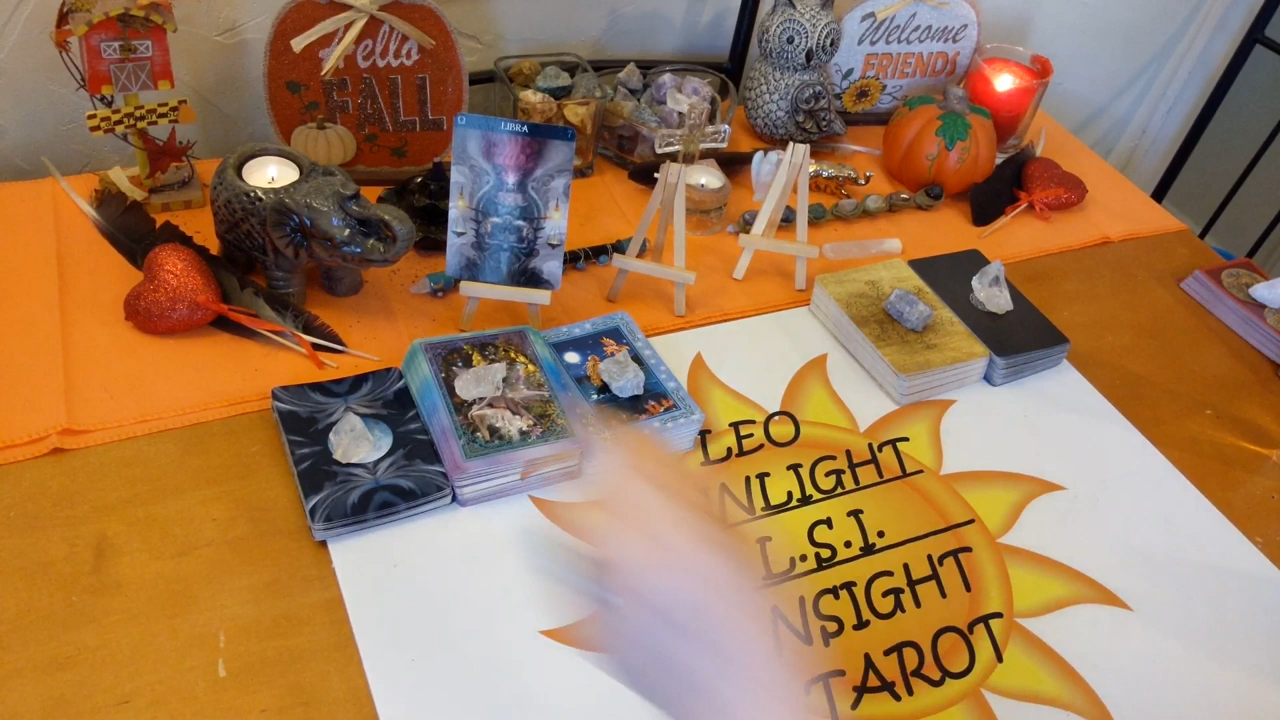 Hello
FALL
Welcome
FRIENDS
LIBRA
LEO
NLIGHT
L.S.I.
NSIGHT
TAROT